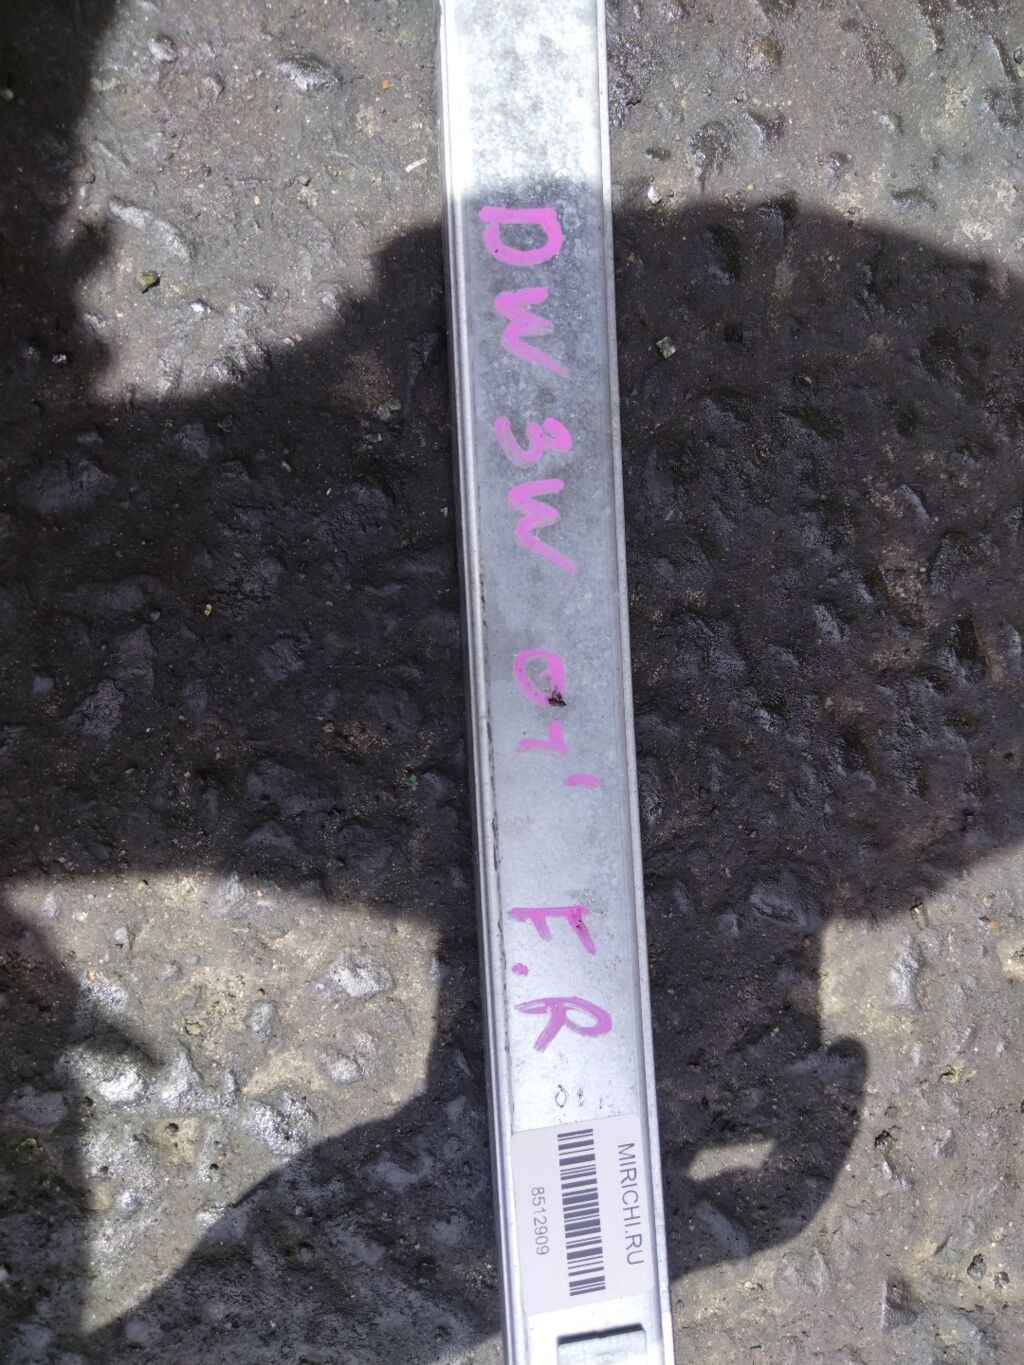 DW3W 01' F.R
MIRICHI.RU
8512909